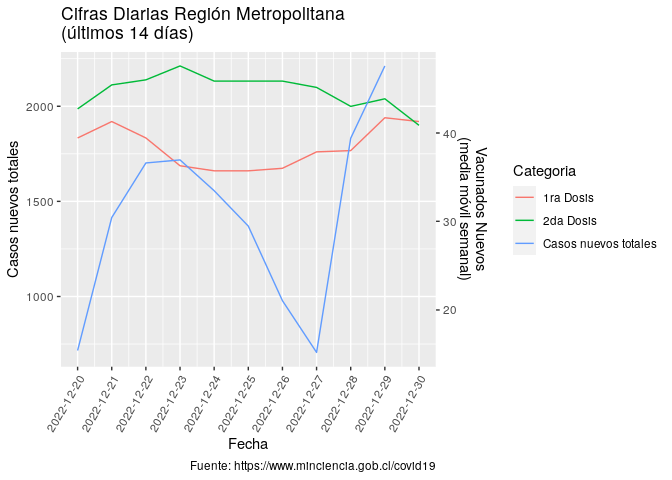 Cifras Diarias Región Metropolitana
(últimos 14 días)
Casos nuevos totales
2000
1500
1000
40
30
20
Vacunados Nuevos
(media móvil semanal)
2022-12-20
2022-12-21
2022-12-22
2022-12-23
2022-12-24
2022-12-25
2022-12-26
2022-12-27
2022-12-28
2022-12-29
2022-12-30
Fecha
Categoria
1ra Dosis
2da Dosis
Casos nuevos totales
Fuente: https://www.minciencia.gob.cl/covid19